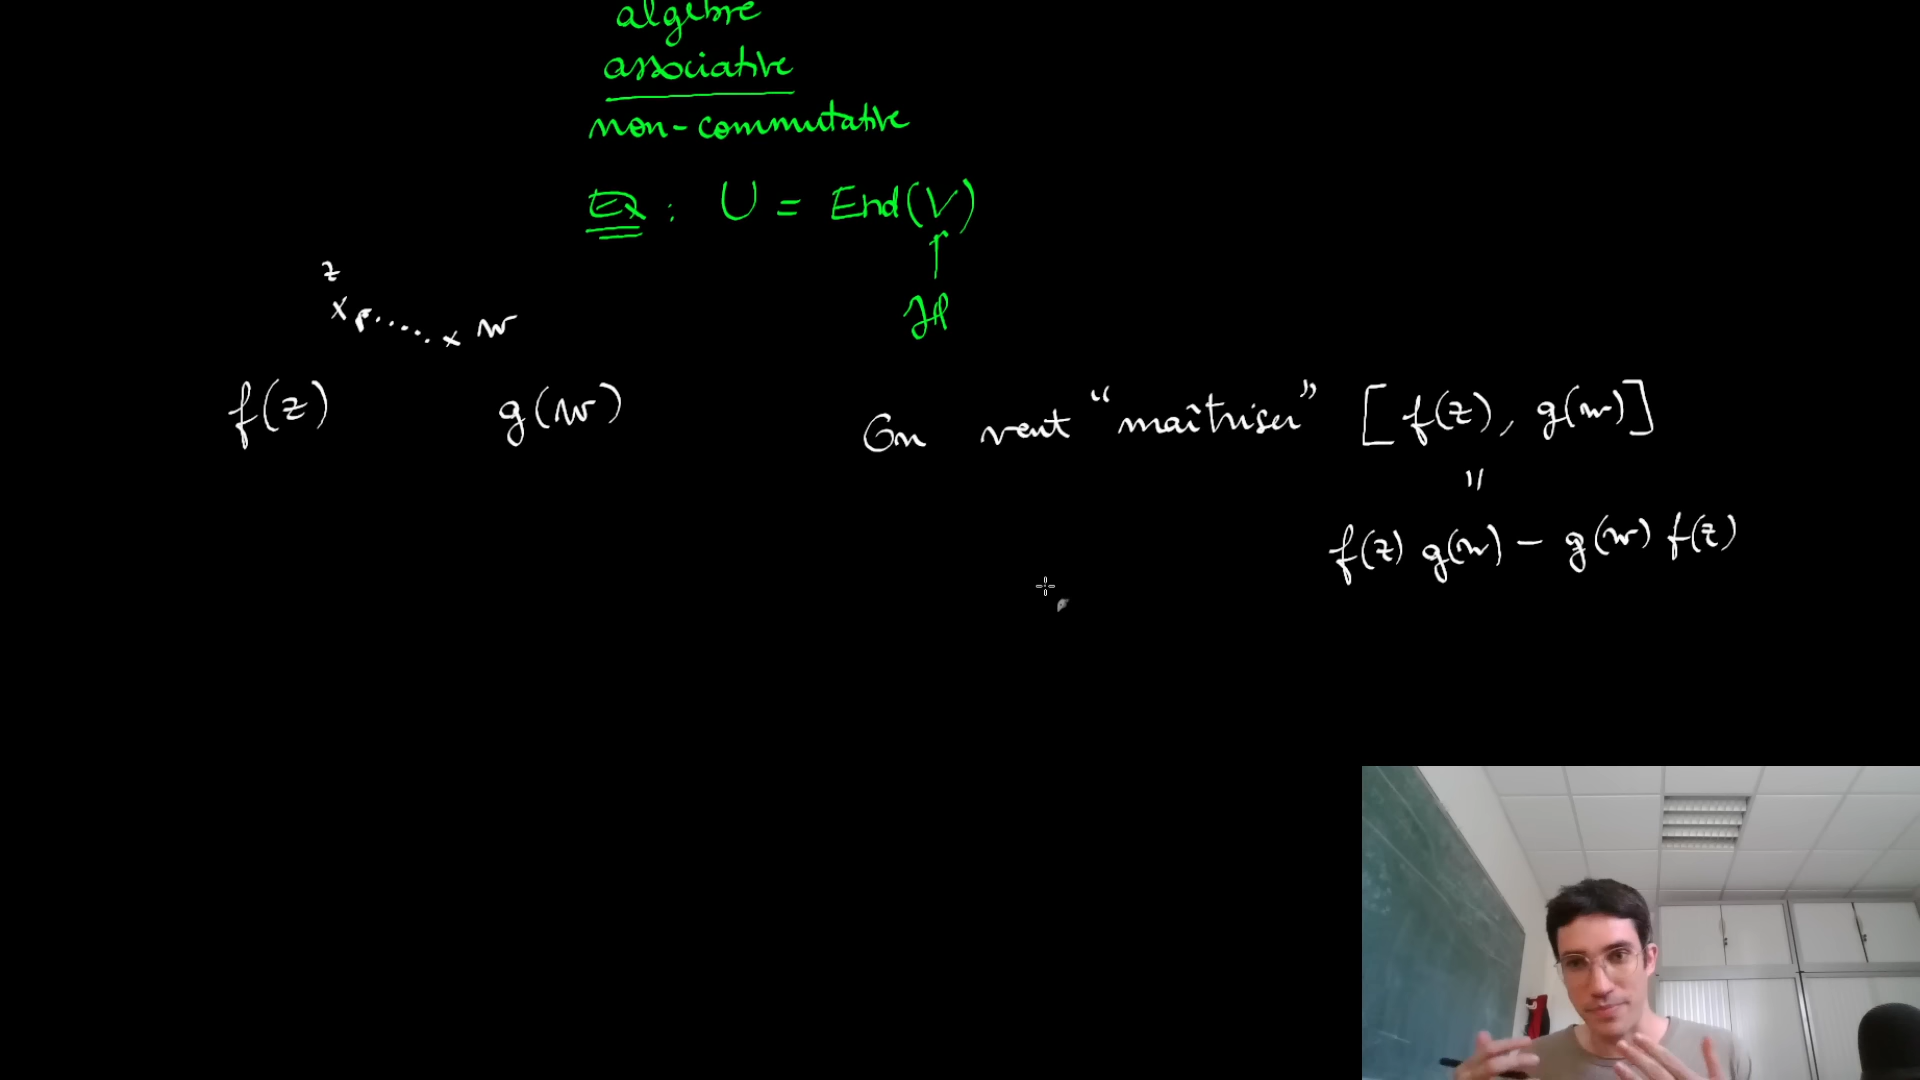 algèbre
associative
non-commutative
Ex : U = End(V)
↑
z
x x w
H
f(z) g(w) On veut "maîtriser" [f(z), g(w)]
"
f(z) g(w) - g(w) f(z)